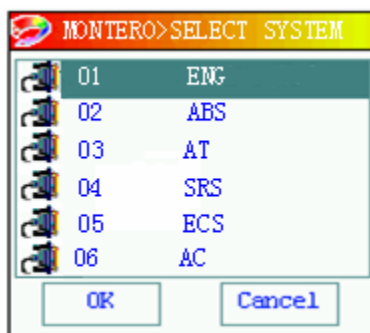 MONTERO>SELECT SYSTEM
01 ENG
02 ABS
03 AT
04 SRS
05 ECS
06 AC
OK Cancel